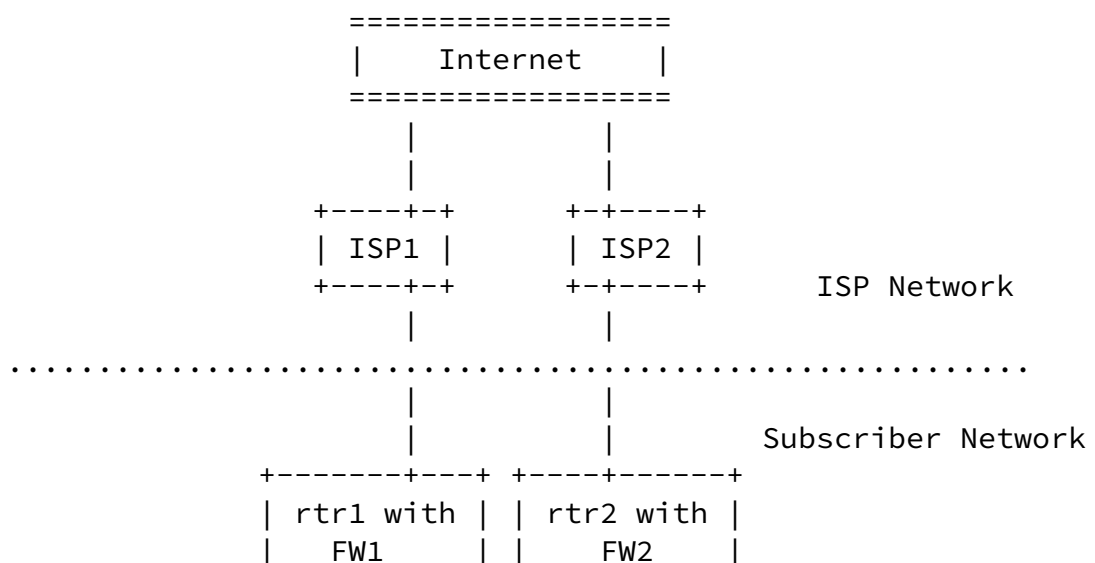 ==================
|    Internet    |
==================
|          |
|          |
+----+-+      +-+----+
| ISP1 |      | ISP2 |
+----+-+      +-+----+      ISP Network
|          |
.........................................................
|          |
|          |        Subscriber Network
+-------+---+ +----+------+
| rtr1 with | | rtr2 with |
|    FW1     | |    FW2     |